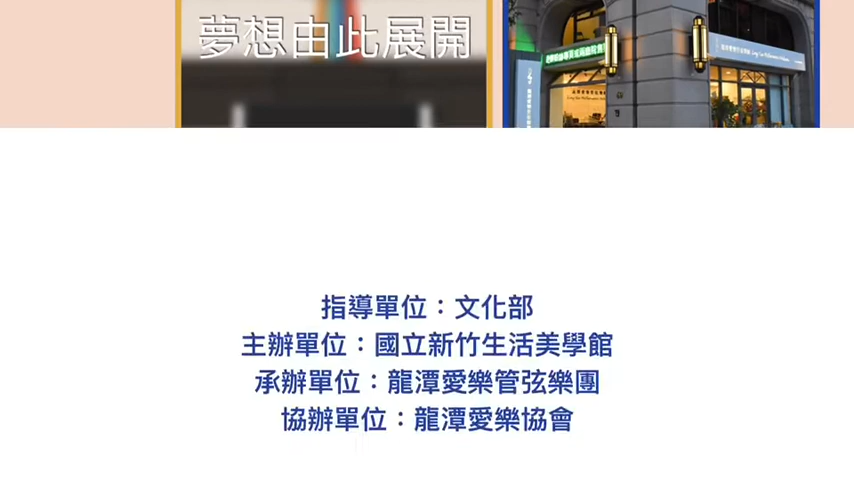 夢想由此展開
指導單位：文化部
主辦單位：國立新竹生活美學館
承辦單位：龍潭愛樂管弦樂團
協辦單位：龍潭愛樂協會